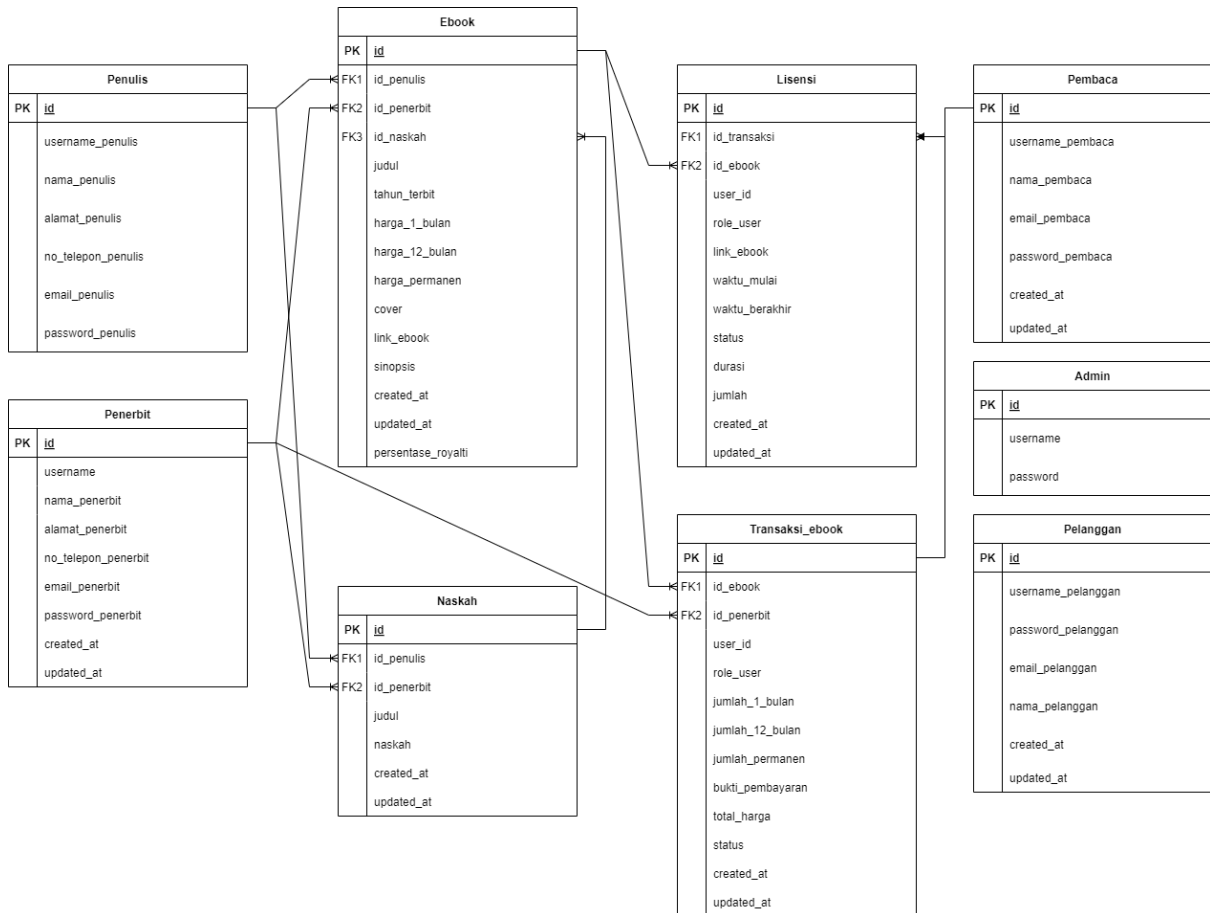 Ebook
PK id
FK1 id_penulis
FK2 id_penerbit
FK3 id_naskah
judul
tahun_terbit
harga_1_bulan
harga_12_bulan
harga_permanen
cover
link_ebook
sinopsis
created_at
updated_at
persentase_royalti
Penulis
PK id
username_penulis
nama_penulis
alamat_penulis
no_telepon_penulis
email_penulis
password_penulis
Lisensi
PK id
FK1 id_transaksi
FK2 id_ebook
user_id
role_user
link_ebook
waktu_mulai
waktu_berakhir
status
durasi
jumlah
created_at
updated_at
Pembaca
PK id
username_pembaca
nama_pembaca
email_pembaca
password_pembaca
created_at
updated_at
Admin
PK id
username
password
Penerbit
PK id
username
nama_penerbit
alamat_penerbit
no_telepon_penerbit
email_penerbit
password_penerbit
created_at
updated_at
Naskah
PK id
FK1 id_penulis
FK2 id_penerbit
judul
naskah
created_at
updated_at
Transaksi_ebook
PK id
FK1 id_ebook
FK2 id_penerbit
user_id
role_user
jumlah_1_bulan
jumlah_12_bulan
jumlah_permanen
bukti_pembayaran
total_harga
status
created_at
updated_at
Pelanggan
PK id
username_pelanggan
password_pelanggan
email_pelanggan
nama_pelanggan
created_at
updated_at